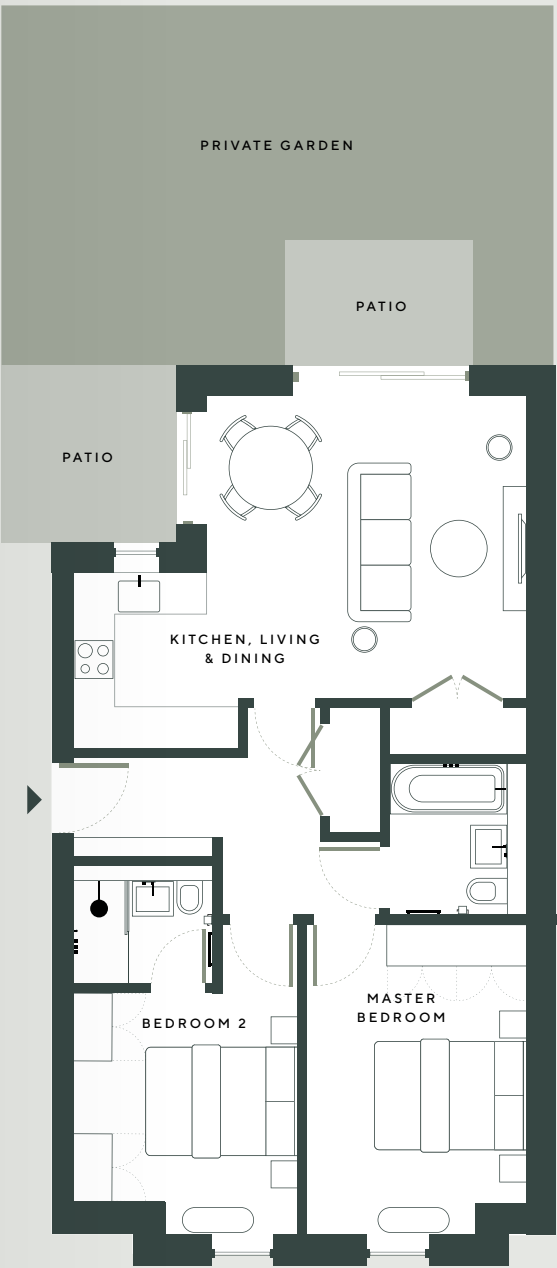 PRIVATE GARDEN
PATIO
PATIO
KITCHEN, LIVING
& DINING
MASTER
BEDROOM
BEDROOM 2